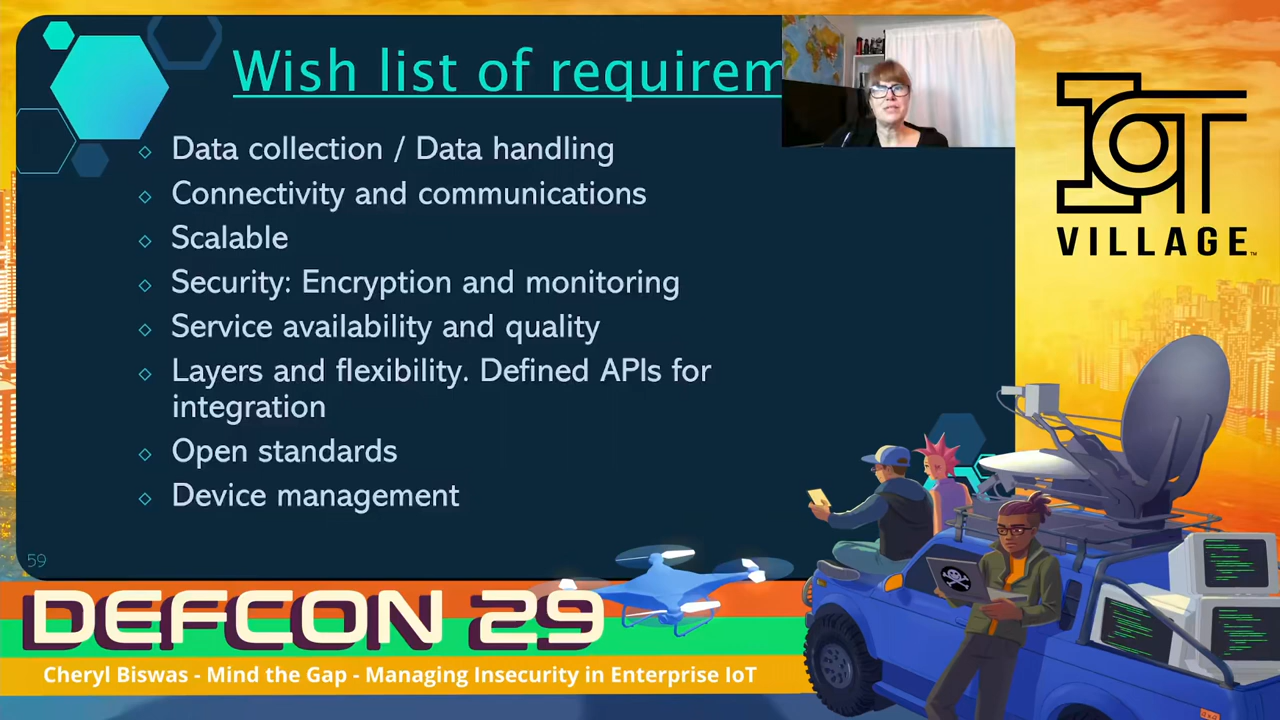 Wish list of requirem
Data collection / Data handling
Connectivity and communications
Scalable
Security: Encryption and monitoring
Service availability and quality
Layers and flexibility. Defined APIs for
integration
Open standards
Device management
59
IOT
VILLAGE™
DEFCON 29
Cheryl Biswas - Mind the Gap - Managing Insecurity in Enterprise IoT